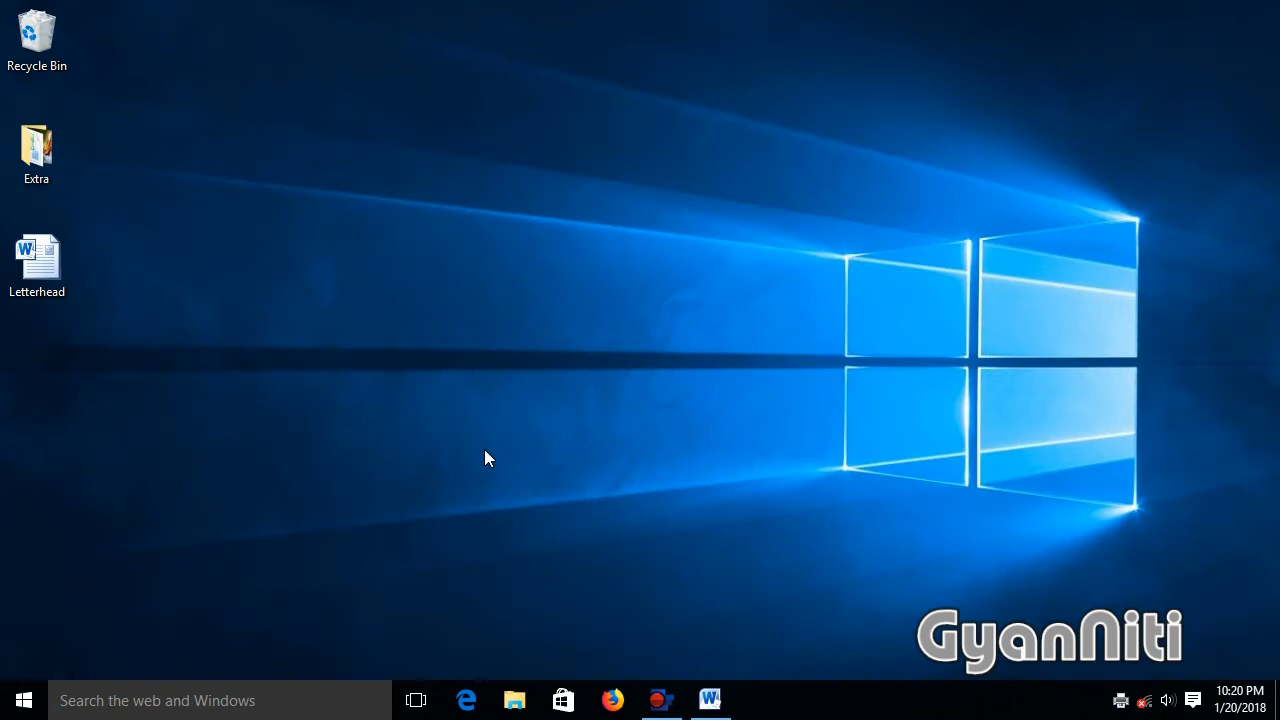 Recycle Bin
Extra
Letterhead
GyanNiti
Search the web and Windows
10:20 PM
1/20/2018